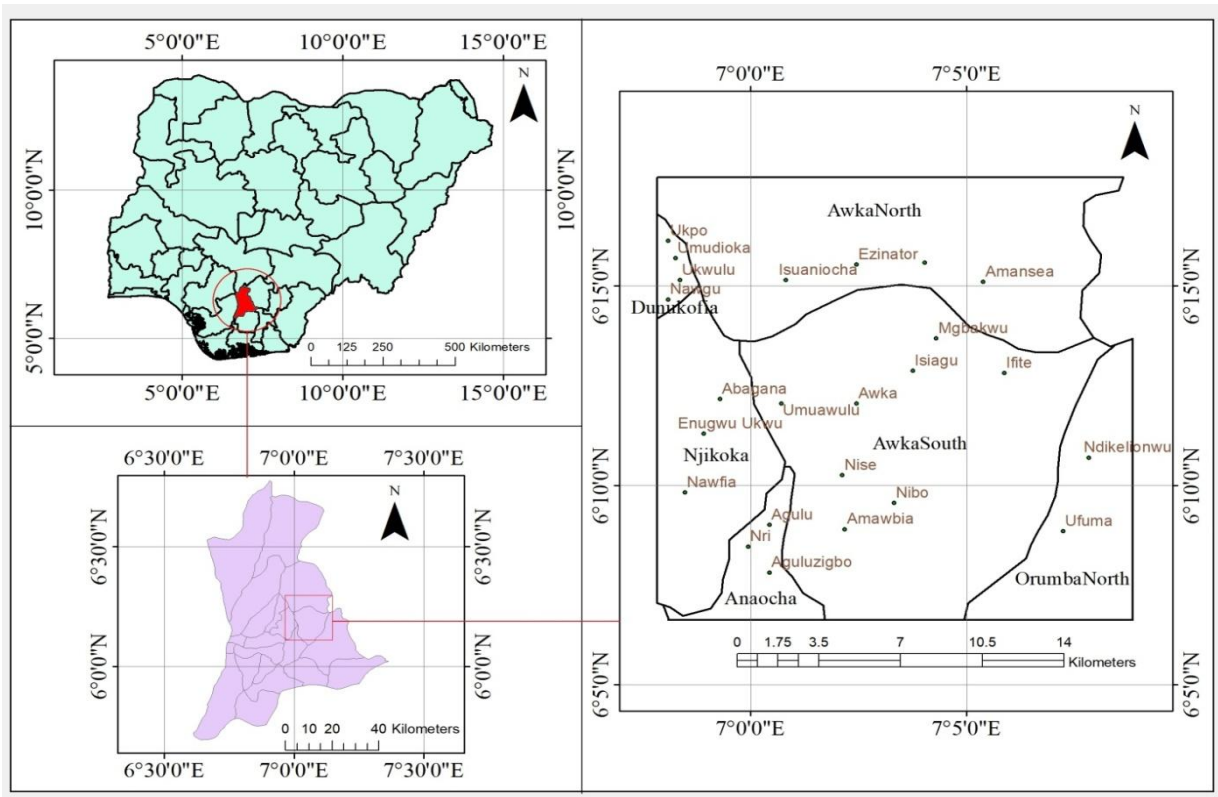 5°0'0"E 10°0'0"E 15°0'0"E
N
10°0'0"N 10°0'0"N
5°0'0"N 5°0'0"N
0 125 250 500 Kilometers
5°0'0"E 10°0'0"E 15°0'0"E
6°30'0"E 7°0'0"E 7°30'0"E
N
6°30'0"N 6°30'0"N
6°0'0"N 6°0'0"N
0 10 20 40 Kilometers
6°30'0"E 7°0'0"E 7°30'0"E
7°0'0"E 7°5'0"E
N
AwkaNorth
Ukpo
Umudioka
Ezinator
Ukwulu
Isuaniocha
Amansea
Nawgu
6°15'0"N 6°15'0"N
Dunukofia
Mgbakwu
Isiagu
Ifite
Abagana
Awka
Umuawulu
Enugwu Ukwu
AwkaSouth
Njikoka
Ndikelionwu
Nise
Nawfia
Nibo
6°10'0"N 6°10'0"N
Agulu
Amawbia
Ufuma
Nri
Aguluzigbo
OrumbaNorth
Anaocha
0 1.75 3.5 7 10.5 14
Kilometers
6°5'0"N 6°5'0"N
7°0'0"E 7°5'0"E